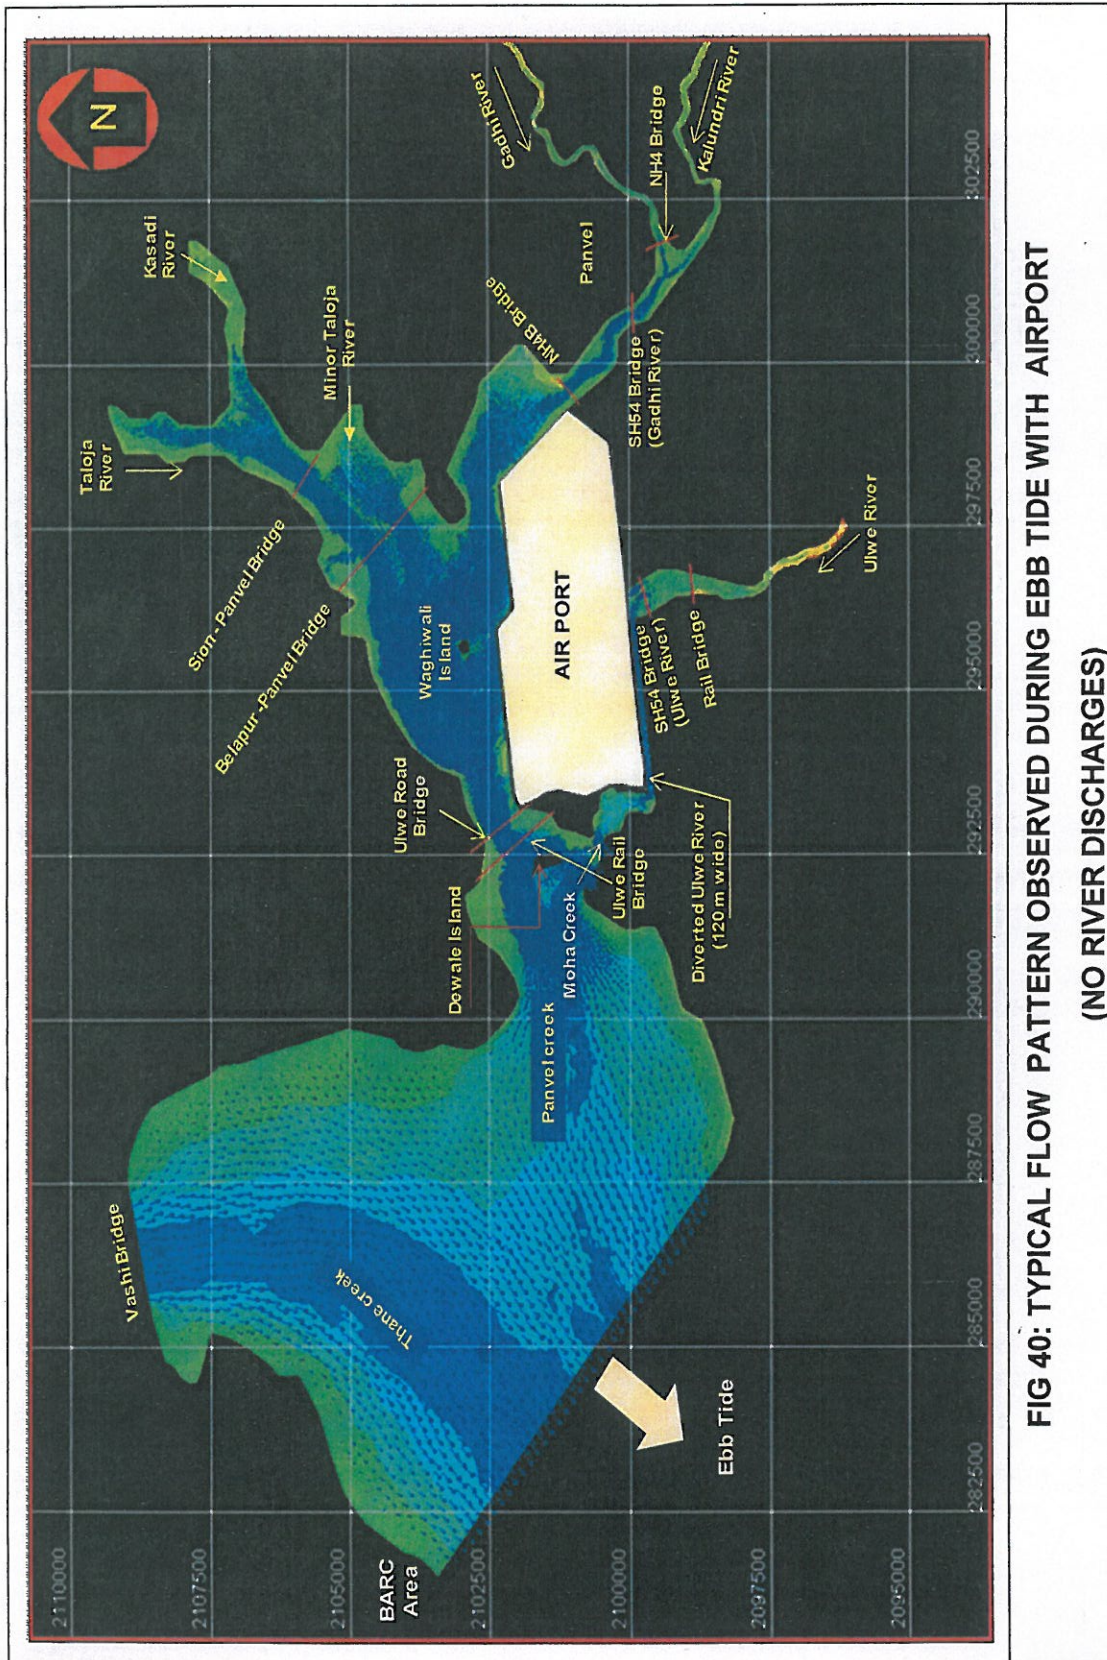 N
Kasadi
River
Taloja
River
Minor Taloja
River
Gadhi River
Kalundri River
NH4 Bridge
Panvel
NH4B Bridge
SH54 Bridge
(Gadhi River)
Sion - Panvel Bridge
Belapur - Panvel Bridge
Waghiwali
Island
AIR PORT
Ulwe River
SH54 Bridge
(Ulwe River)
Rail Bridge
Ulwe Road
Bridge
Ulwe Rail
Bridge
Diverted Ulwe River
(120 m wide)
Dewale Island
Moha Creek
Panvel creek
Vashi Bridge
Thane creek
BARC
Area
Ebb Tide
2110000
2107500
2105000
2102500
2100000
2097500
2095000
282500
285000
287500
290000
292500
295000
297500
300000
302500
FIG 40: TYPICAL FLOW PATTERN OBSERVED DURING EBB TIDE WITH AIRPORT
(NO RIVER DISCHARGES)